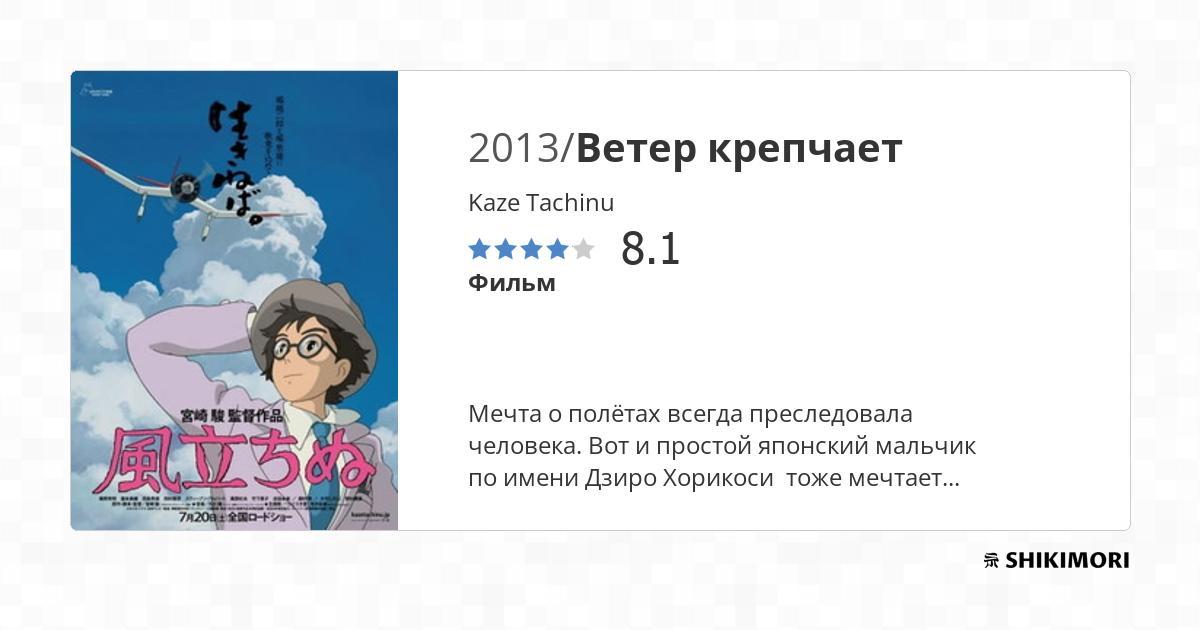 生きねば。
2013/Ветер крепчает
Kaze Tachinu
8.1
Фильм
宮崎 駿 監督作品
風立ちぬ
7月20日(土)全国ロードショー
Мечта о полётах всегда преследовала
человека. Вот и простой японский мальчик
по имени Дзиро Хорикоси  тоже мечтает...
SHIKIMORI